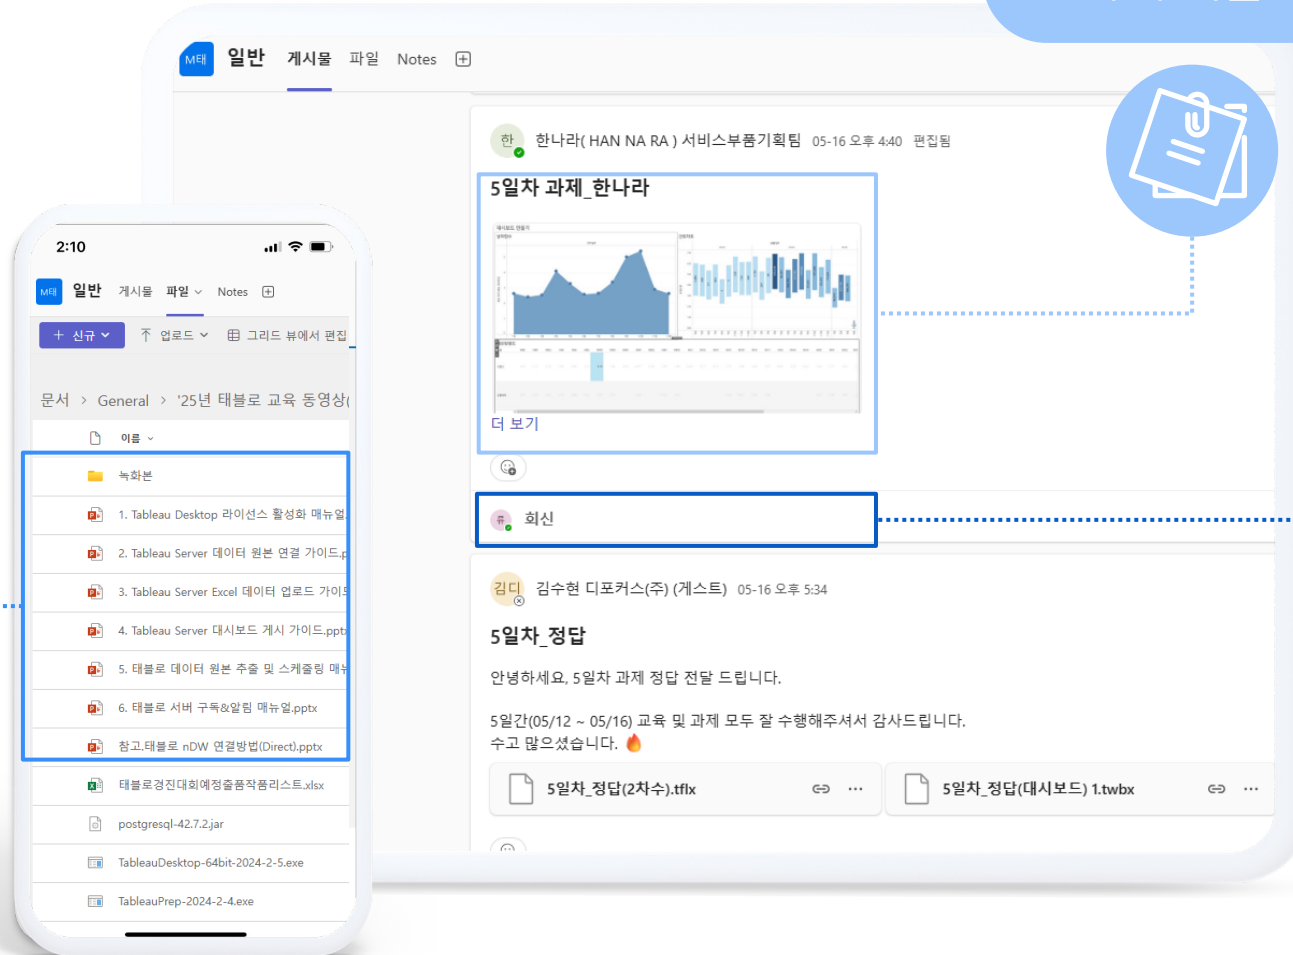 M태 일반 게시물 파일 Notes
한 한나라( HAN NA RA ) 서비스부품기획팀 05-16 오후 4:40 편집됨
5일차 과제_한나라
더 보기
류 회신
김디 김수현 디포커스(주) (게스트) 05-16 오후 5:34
5일차_정답
안녕하세요, 5일차 과제 정답 전달 드립니다.
5일간(05/12 ~ 05/16) 교육 및 과제 모두 잘 수행해주셔서 감사드립니다.
수고 많으셨습니다. 🔥
5일차_정답(2차수).tflx
5일차_정답(대시보드) 1.twbx
2:10
M태 일반 게시물 파일 Notes
+ 신규 업로드 그리드 뷰에서 편집
문서 > General > '25년 태블로 교육 동영상(
이름
녹화본
1. Tableau Desktop 라이선스 활성화 매뉴얼.
2. Tableau Server 데이터 원본 연결 가이드.p
3. Tableau Server Excel 데이터 업로드 가이드
4. Tableau Server 대시보드 게시 가이드.pptx
5. 태블로 데이터 원본 추출 및 스케줄링 매뉴
6. 태블로 서버 구독&알림 매뉴얼.pptx
참고.태블로 nDW 연결방법(Direct).pptx
태블로경진대회예정출품작품리스트.xlsx
postgresql-42.7.2.jar
TableauDesktop-64bit-2024-2-5.exe
TableauPrep-2024-2-4.exe